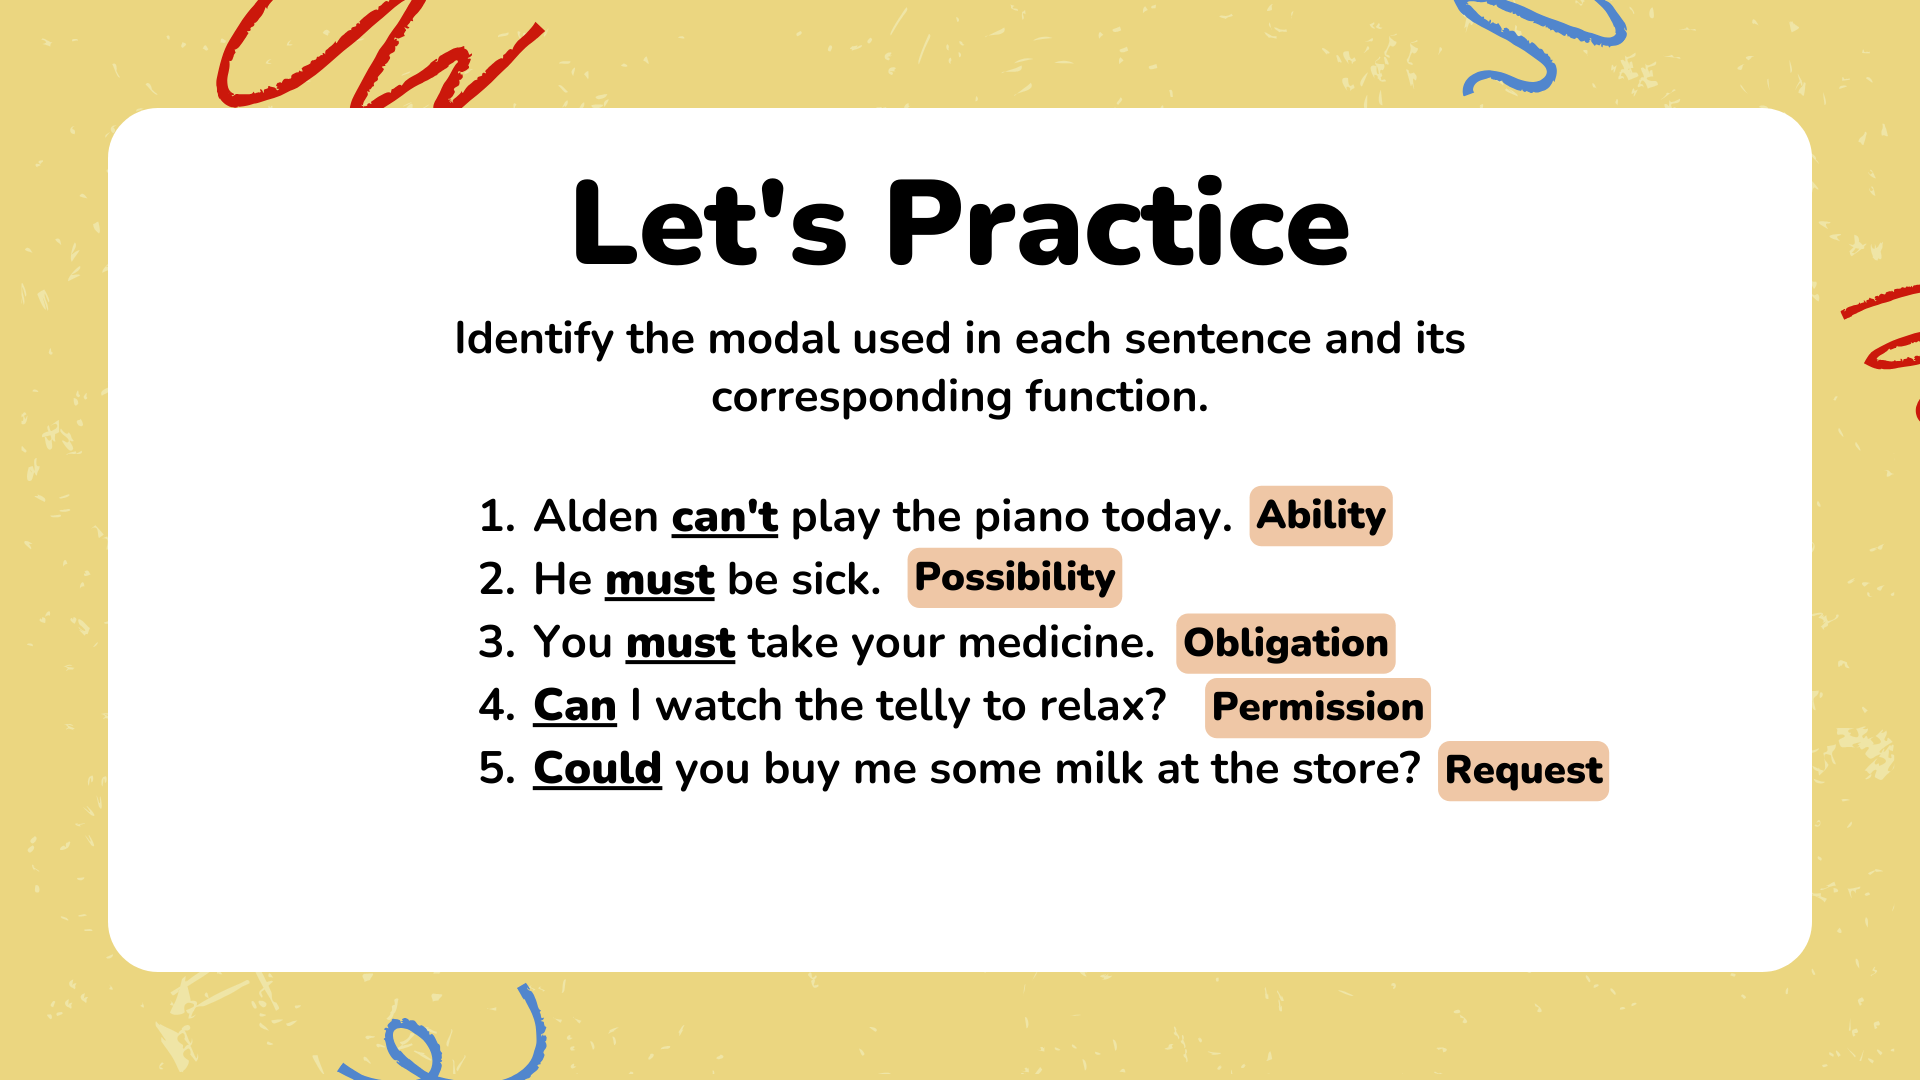 Let's Practice
Identify the modal used in each sentence and its
corresponding function.
1. Alden can't play the piano today. Ability
2. He must be sick. Possibility
3. You must take your medicine. Obligation
4. Can I watch the telly to relax? Permission
5. Could you buy me some milk at the store? Request